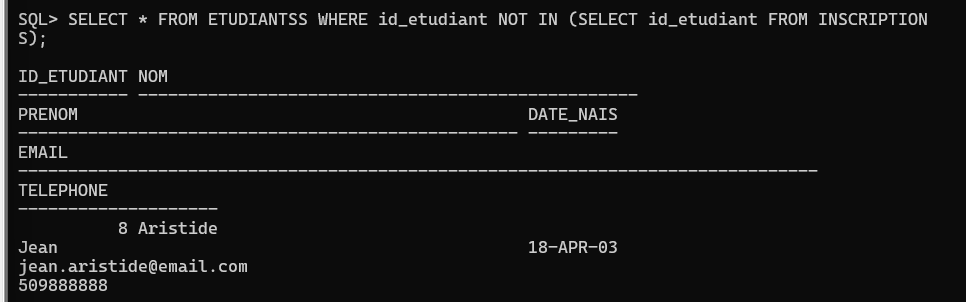 SQL> SELECT * FROM ETUDIANTSS WHERE id_etudiant NOT IN (SELECT id_etudiant FROM INSCRIPTION
S);
ID_ETUDIANT NOM
----------- --------------------------------------------------
PRENOM                                             DATE_NAIS
-------------------------------------------------- ---------
EMAIL
--------------------------------------------------------------------------------
TELEPHONE
--------------------
          8 Aristide
Jean                                               18-APR-03
jean.aristide@email.com
509888888